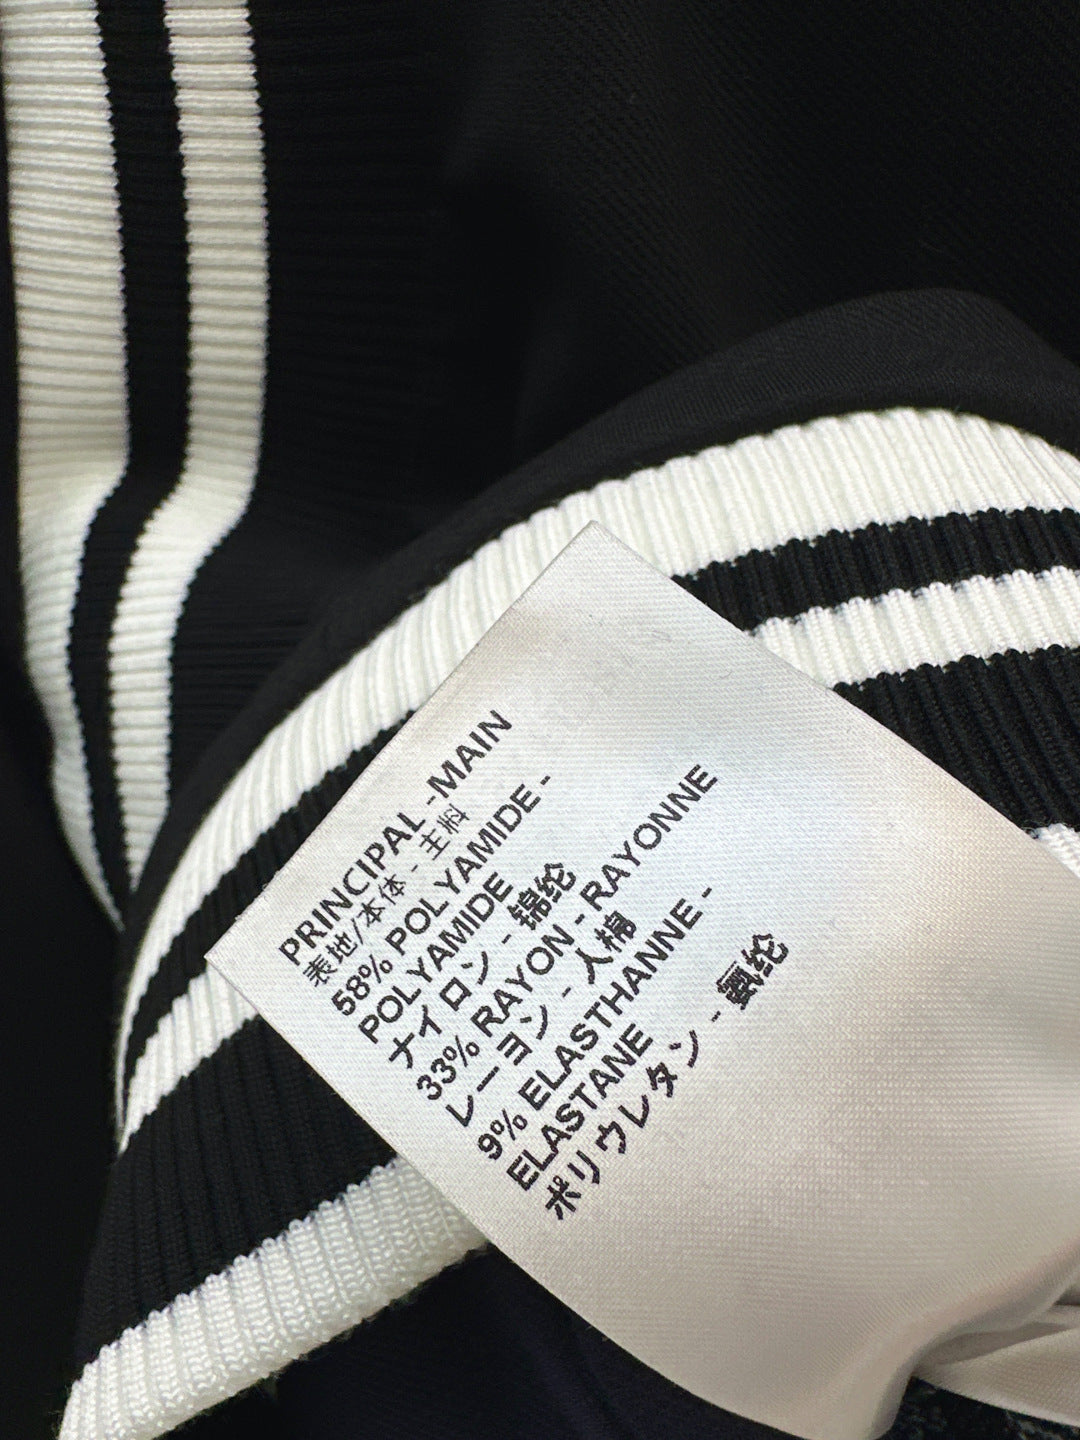 PRINCIPAL - MAIN
表地/本体 - 主料
58% POLYAMIDE -
POLYAMIDE
ナイロン - 锦纶
33% RAYON - RAYONNE
レーヨン - 人棉
9% ELASTHANNE -
ELASTANE
ポリウレタン - 氨纶